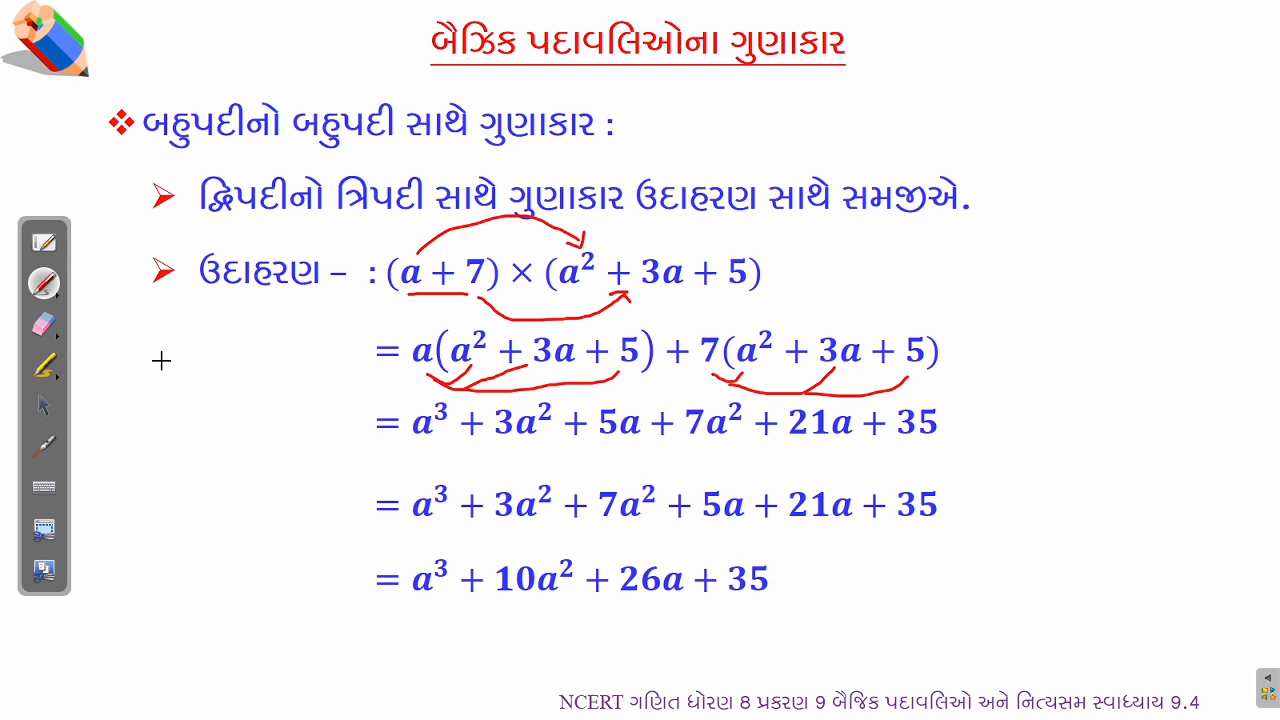 બૈઝિક પદાવલિઓના ગુણાકાર
❖ બહુપદીનો બહુપદી સાથે ગુણાકાર :
➢ દ્વિપદીનો ત્રિપદી સાથે ગુણાકાર ઉદાહરણ સાથે સમજીએ.
➢ ઉદાહરણ – : (a + 7) × (a² + 3a + 5)
= a(a² + 3a + 5) + 7(a² + 3a + 5)
= a³ + 3a² + 5a + 7a² + 21a + 35
= a³ + 3a² + 7a² + 5a + 21a + 35
= a³ + 10a² + 26a + 35
NCERT ગણિત ધોરણ 8 પ્રકરણ 9 બૈજિક પદાવલિઓ અને નિત્યસમ સ્વાધ્યાય 9.4